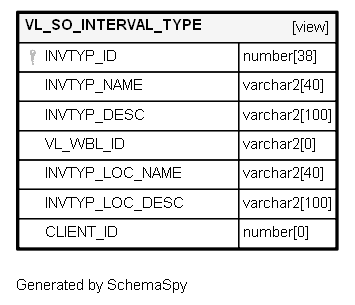 VL_SO_INTERVAL_TYPE [view]
INVTYP_ID number[38]
INVTYP_NAME varchar2[40]
INVTYP_DESC varchar2[100]
VL_WBL_ID varchar2[0]
INVTYP_LOC_NAME varchar2[40]
INVTYP_LOC_DESC varchar2[100]
CLIENT_ID number[0]
Generated by SchemaSpy